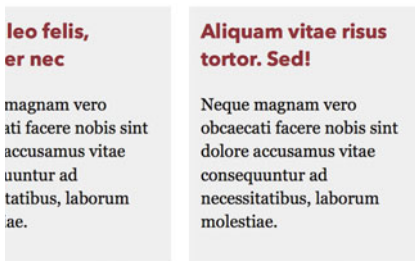 leo felis,
er nec
magnam vero
ati facere nobis sint
accusamus vitae
uuntur ad
tatibus, laborum
iae.
Aliquam vitae risus
tortor. Sed!
Neque magnam vero
obcaecati facere nobis sint
dolore accusamus vitae
consequuntur ad
necessitatibus, laborum
molestiae.